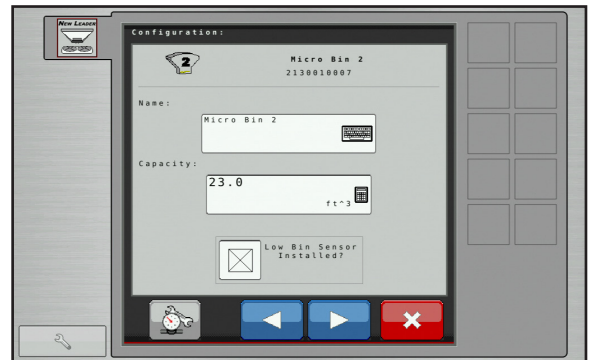 NEW LEADER
Configuration:
2
Micro Bin 2
2130010007
Name:
Micro Bin 2
Capacity:
23.0
ft^3
Low Bin Sensor
Installed?